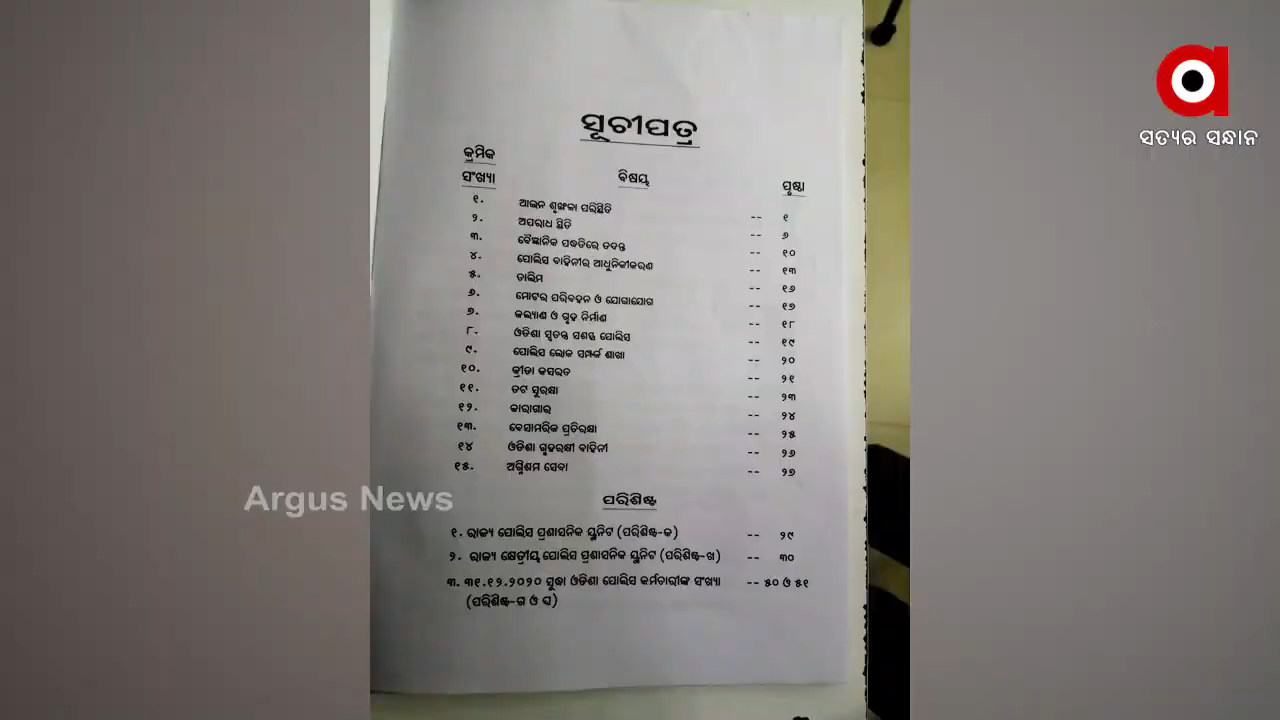 ସୂଚୀପତ୍ର
କ୍ରମିକ
ସଂଖ୍ୟା ବିଷୟ ପୃଷ୍ଠା
୧. ଆଇନ ଶୃଙ୍ଖଳା ପରିସ୍ଥିତି -- ୧
୨. ଅପରାଧ ସ୍ଥିତି -- ୬
୩. ବୈଜ୍ଞାନିକ ପଦ୍ଧତିରେ ତଦନ୍ତ -- ୧୦
୪. ପୋଲିସ ବାହିନୀର ଆଧୁନିକୀକରଣ -- ୧୩
୫. ତାଲିମ -- ୧୬
୬. ମୋଟର ପରିବହନ ଓ ଯୋଗାଯୋଗ -- ୧୭
୭. କଲ୍ୟାଣ ଓ ଗୃହ ନିର୍ମାଣ -- ୧୮
୮. ଓଡିଶା ସ୍ୱତନ୍ତ୍ର ସଶସ୍ତ୍ର ପୋଲିସ -- ୧୯
୯. ପୋଲିସ ଲୋକ ସମ୍ପର୍କ ଶାଖା -- ୨୦
୧୦. କ୍ରୀଡା କସରତ -- ୨୧
୧୧. ତଟ ସୁରକ୍ଷା -- ୨୩
୧୨. କାରାଗାର -- ୨୪
୧୩. ବେସାମରିକ ପ୍ରତିରକ୍ଷା -- ୨୫
୧୪ ଓଡିଶା ଗୃହରକ୍ଷୀ ବାହିନୀ -- ୨୬
୧୫. ଅଗ୍ନିଶମ ସେବା -- ୨୭
ପରିଶିଷ୍ଟ
୧. ରାଜ୍ୟ ପୋଲିସ ପ୍ରଶାସନିକ ୟୁନିଟ (ପରିଶିଷ୍ଟ-କ) -- ୨୯
୨. ରାଜ୍ୟ କ୍ଷେତ୍ରୀୟ ପୋଲିସ ପ୍ରଶାସନିକ ୟୁନିଟ (ପରିଶିଷ୍ଟ-ଖ) -- ୩୦
୩. ୩୧.୧୨.୨୦୨୦ ସୁଦ୍ଧା ଓଡିଶା ପୋଲିସ କର୍ମଚାରୀଙ୍କ ସଂଖ୍ୟା -- ୫୦ ଓ ୫୧
(ପରିଶିଷ୍ଟ-ଗ ଓ ଘ)
Argus News
ସତ୍ୟର ସନ୍ଧାନ